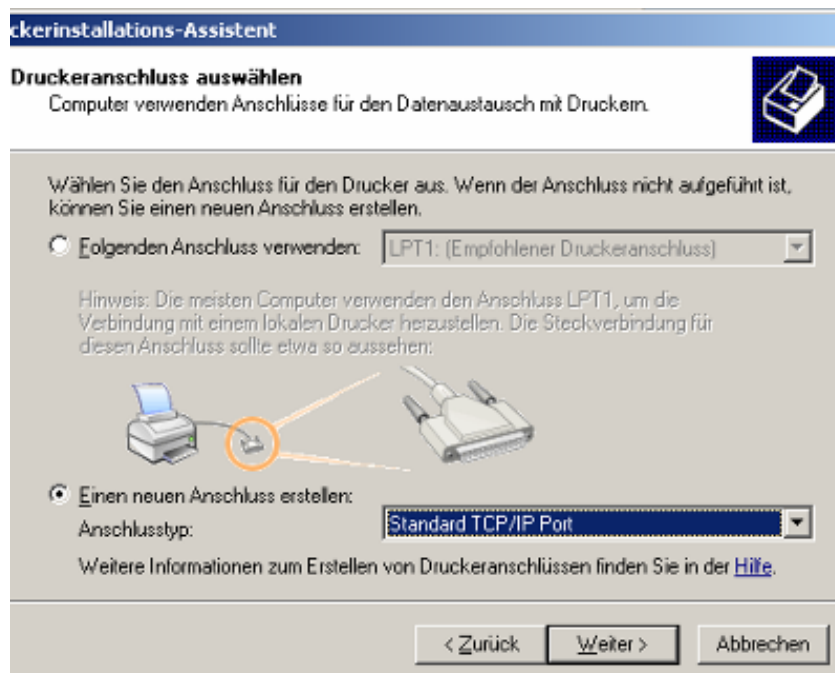 ckerinstallations-Assistent
Druckeranschluss auswählen
Computer verwenden Anschlüsse für den Datenaustausch mit Druckern.
Wählen Sie den Anschluss für den Drucker aus. Wenn der Anschluss nicht aufgeführt ist,
können Sie einen neuen Anschluss erstellen.
Folgenden Anschluss verwenden: LPT1: (Empfohlener Druckeranschluss)
Hinweis: Die meisten Computer verwenden den Anschluss LPT1, um die
Verbindung mit einem lokalen Drucker herzustellen. Die Steckverbindung für
diesen Anschluss sollte etwa so aussehen:
Einen neuen Anschluss erstellen:
Anschlusstyp: Standard TCP/IP Port
Weitere Informationen zum Erstellen von Druckeranschlüssen finden Sie in der Hilfe.
< Zurück Weiter > Abbrechen